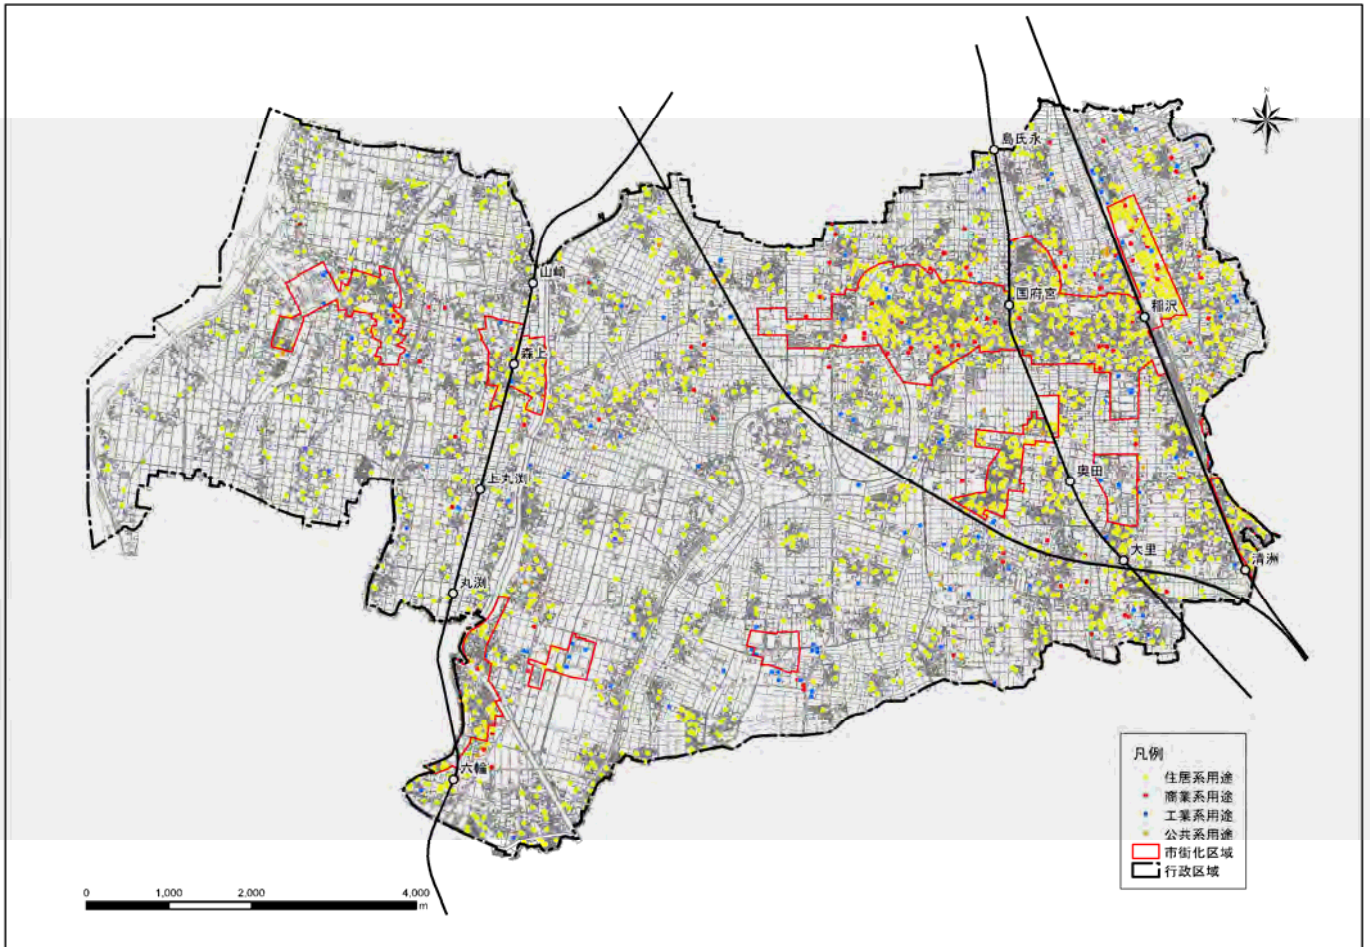 N
島氏永
山崎
国府宮
稲沢
森上
奥田
上丸渕
大里
清洲
丸渕
六輪
凡例
住居系用途
商業系用途
工業系用途
公共系用途
市街化区域
行政区域
0 1,000 2,000 4,000
m